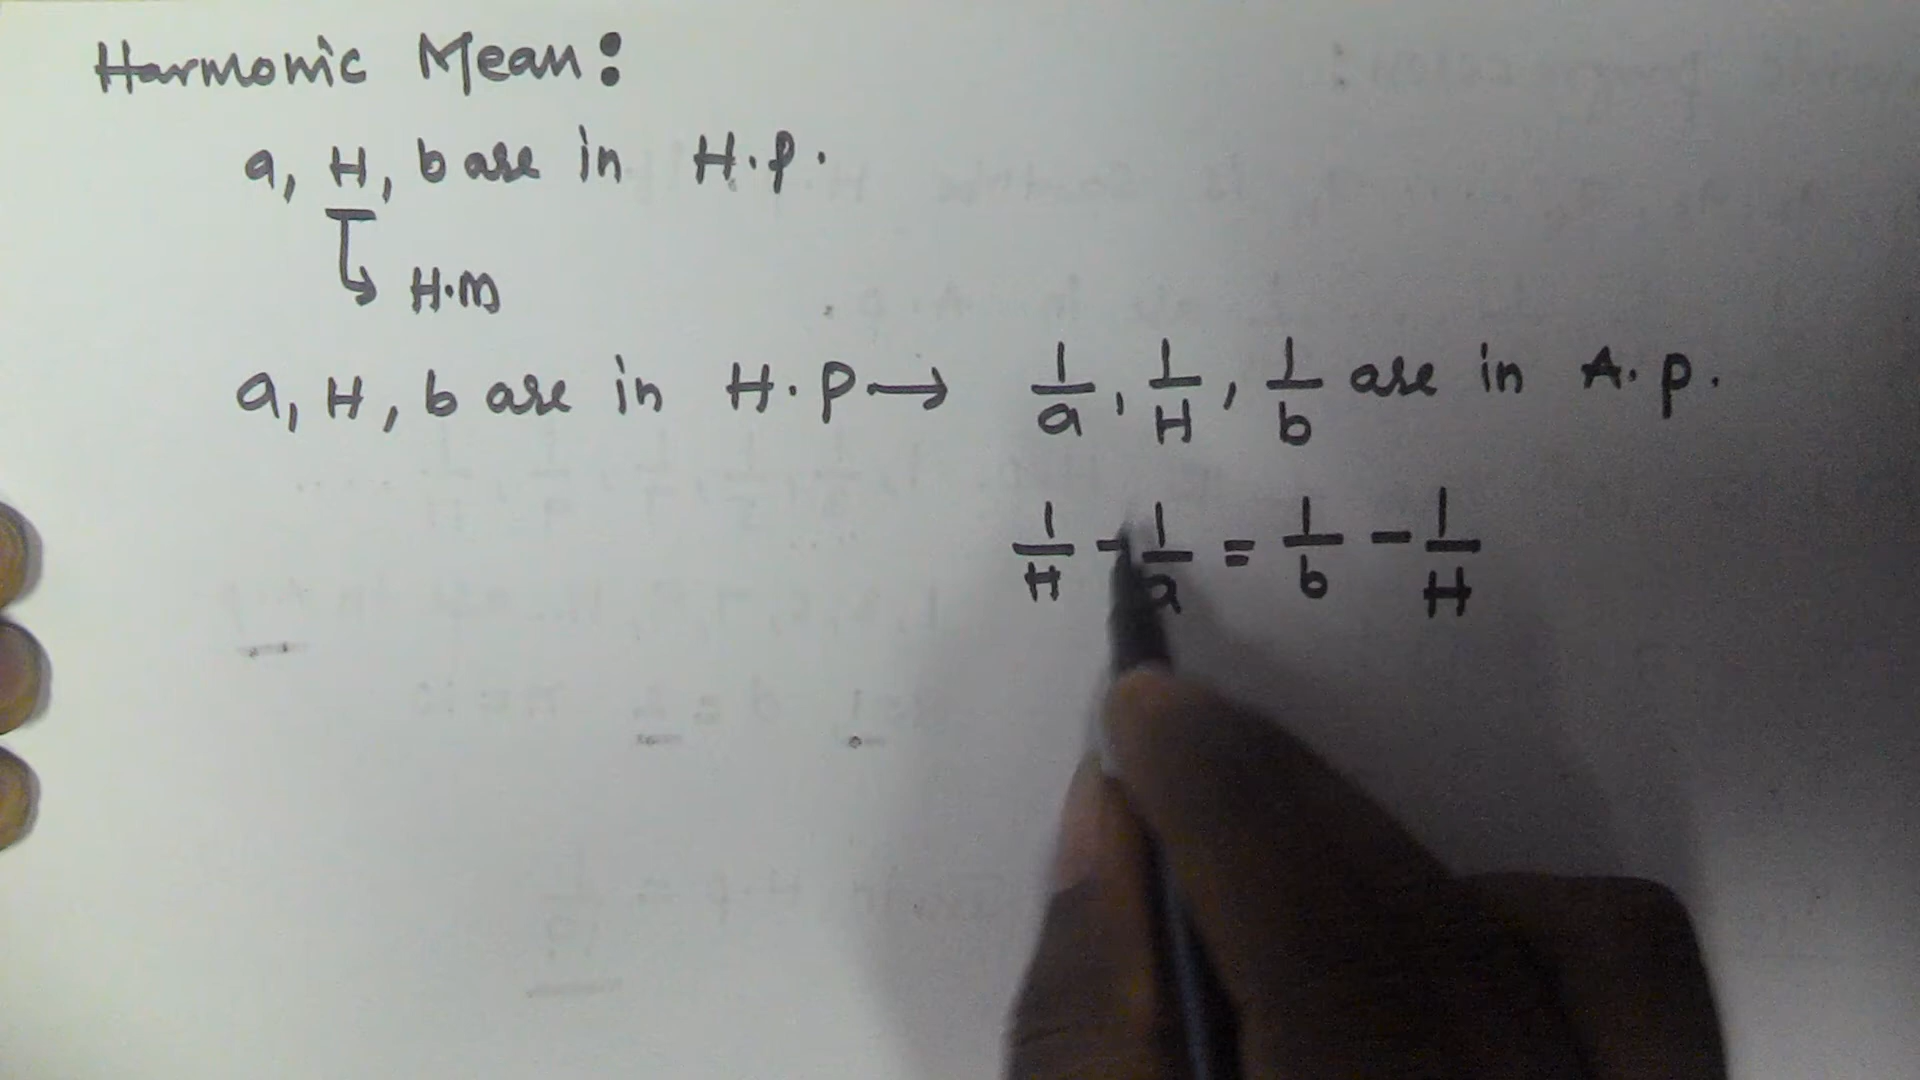 Harmonic Mean:
a, H, b are in H.P.
H.M
a, H, b are in H.P → 1/a, 1/H, 1/b are in A.P.
1/H - 1/a = 1/b - 1/H